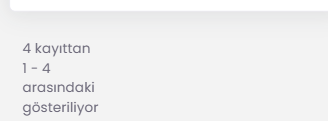 4 kayıttan
1 - 4
arasındaki
gösteriliyor